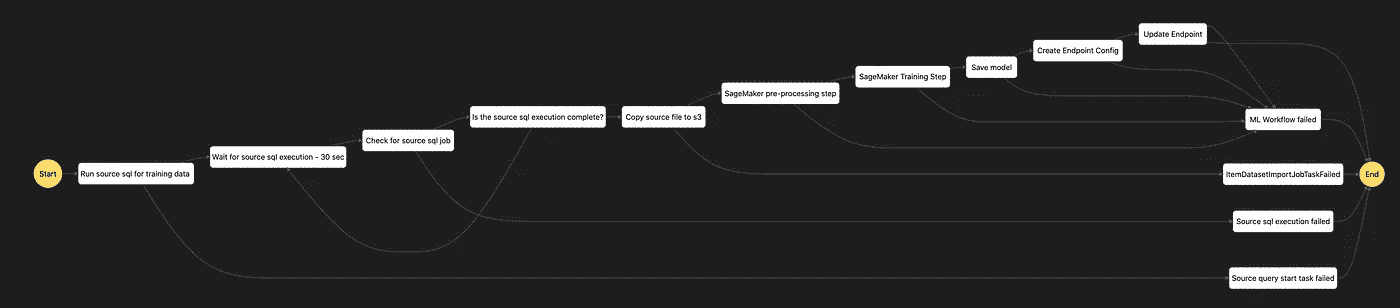 Start
Run source sql for training data
Wait for source sql execution - 30 sec
Check for source sql job
Is the source sql execution complete?
Copy source file to s3
SageMaker pre-processing step
SageMaker Training Step
Save model
Create Endpoint Config
Update Endpoint
ML Workflow failed
ItemDatasetImportJobTaskFailed
Source sql execution failed
Source query start task failed
End